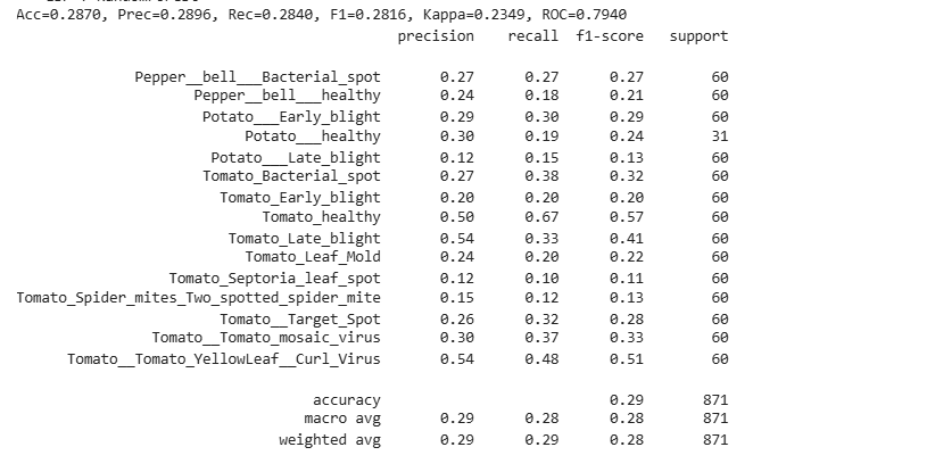 Acc=0.2870, Prec=0.2896, Rec=0.2840, F1=0.2816, Kappa=0.2349, ROC=0.7940
precision recall f1-score support
Pepper__bell___Bacterial_spot 0.27 0.27 0.27 60
Pepper__bell___healthy 0.24 0.18 0.21 60
Potato___Early_blight 0.29 0.30 0.29 60
Potato___healthy 0.30 0.19 0.24 31
Potato___Late_blight 0.12 0.15 0.13 60
Tomato_Bacterial_spot 0.27 0.38 0.32 60
Tomato_Early_blight 0.20 0.20 0.20 60
Tomato_healthy 0.50 0.67 0.57 60
Tomato_Late_blight 0.54 0.33 0.41 60
Tomato_Leaf_Mold 0.24 0.20 0.22 60
Tomato_Septoria_leaf_spot 0.12 0.10 0.11 60
Tomato_Spider_mites_Two_spotted_spider_mite 0.15 0.12 0.13 60
Tomato__Target_Spot 0.26 0.32 0.28 60
Tomato__Tomato_mosaic_virus 0.30 0.37 0.33 60
Tomato__Tomato_YellowLeaf__Curl_Virus 0.54 0.48 0.51 60
accuracy 0.29 871
macro avg 0.29 0.28 0.28 871
weighted avg 0.29 0.29 0.28 871